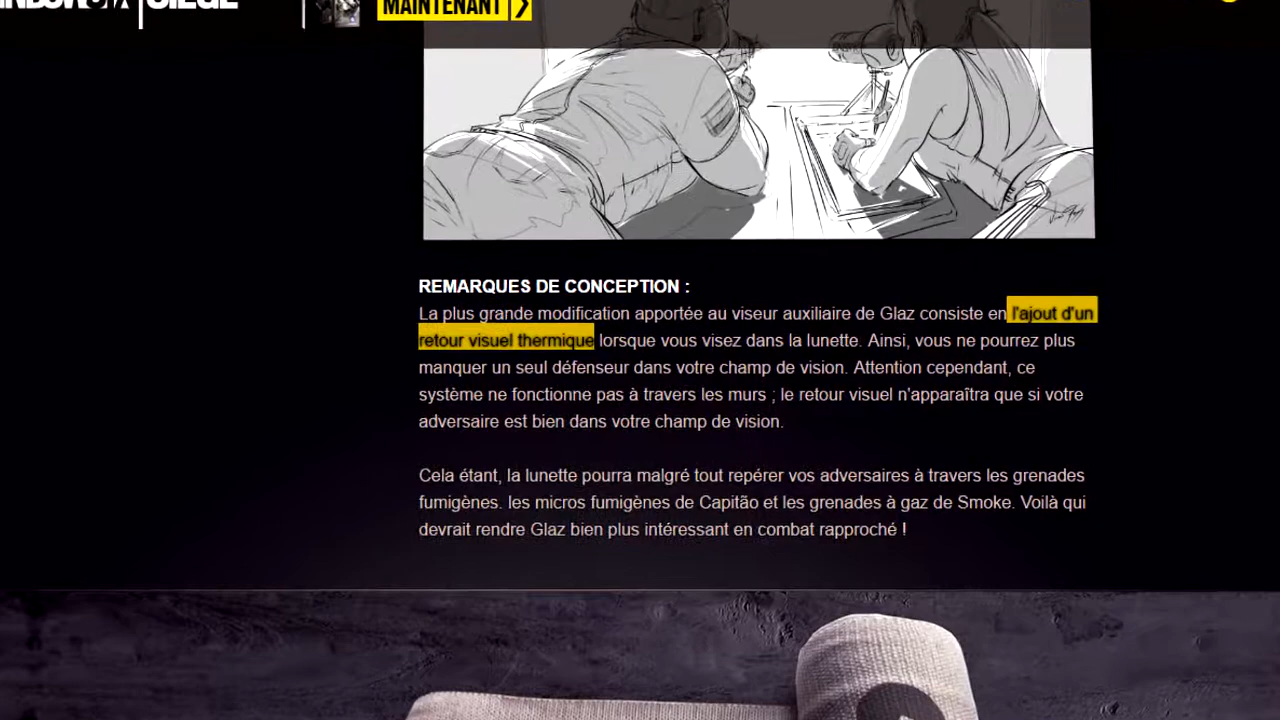 SIEGE
MAINTENANT
REMARQUES DE CONCEPTION :
La plus grande modification apportée au viseur auxiliaire de Glaz consiste en l'ajout d'un
retour visuel thermique lorsque vous visez dans la lunette. Ainsi, vous ne pourrez plus
manquer un seul défenseur dans votre champ de vision. Attention cependant, ce
système ne fonctionne pas à travers les murs ; le retour visuel n'apparaîtra que si votre
adversaire est bien dans votre champ de vision.
Cela étant, la lunette pourra malgré tout repérer vos adversaires à travers les grenades
fumigènes. les micros fumigènes de Capitão et les grenades à gaz de Smoke. Voilà qui
devrait rendre Glaz bien plus intéressant en combat rapproché !